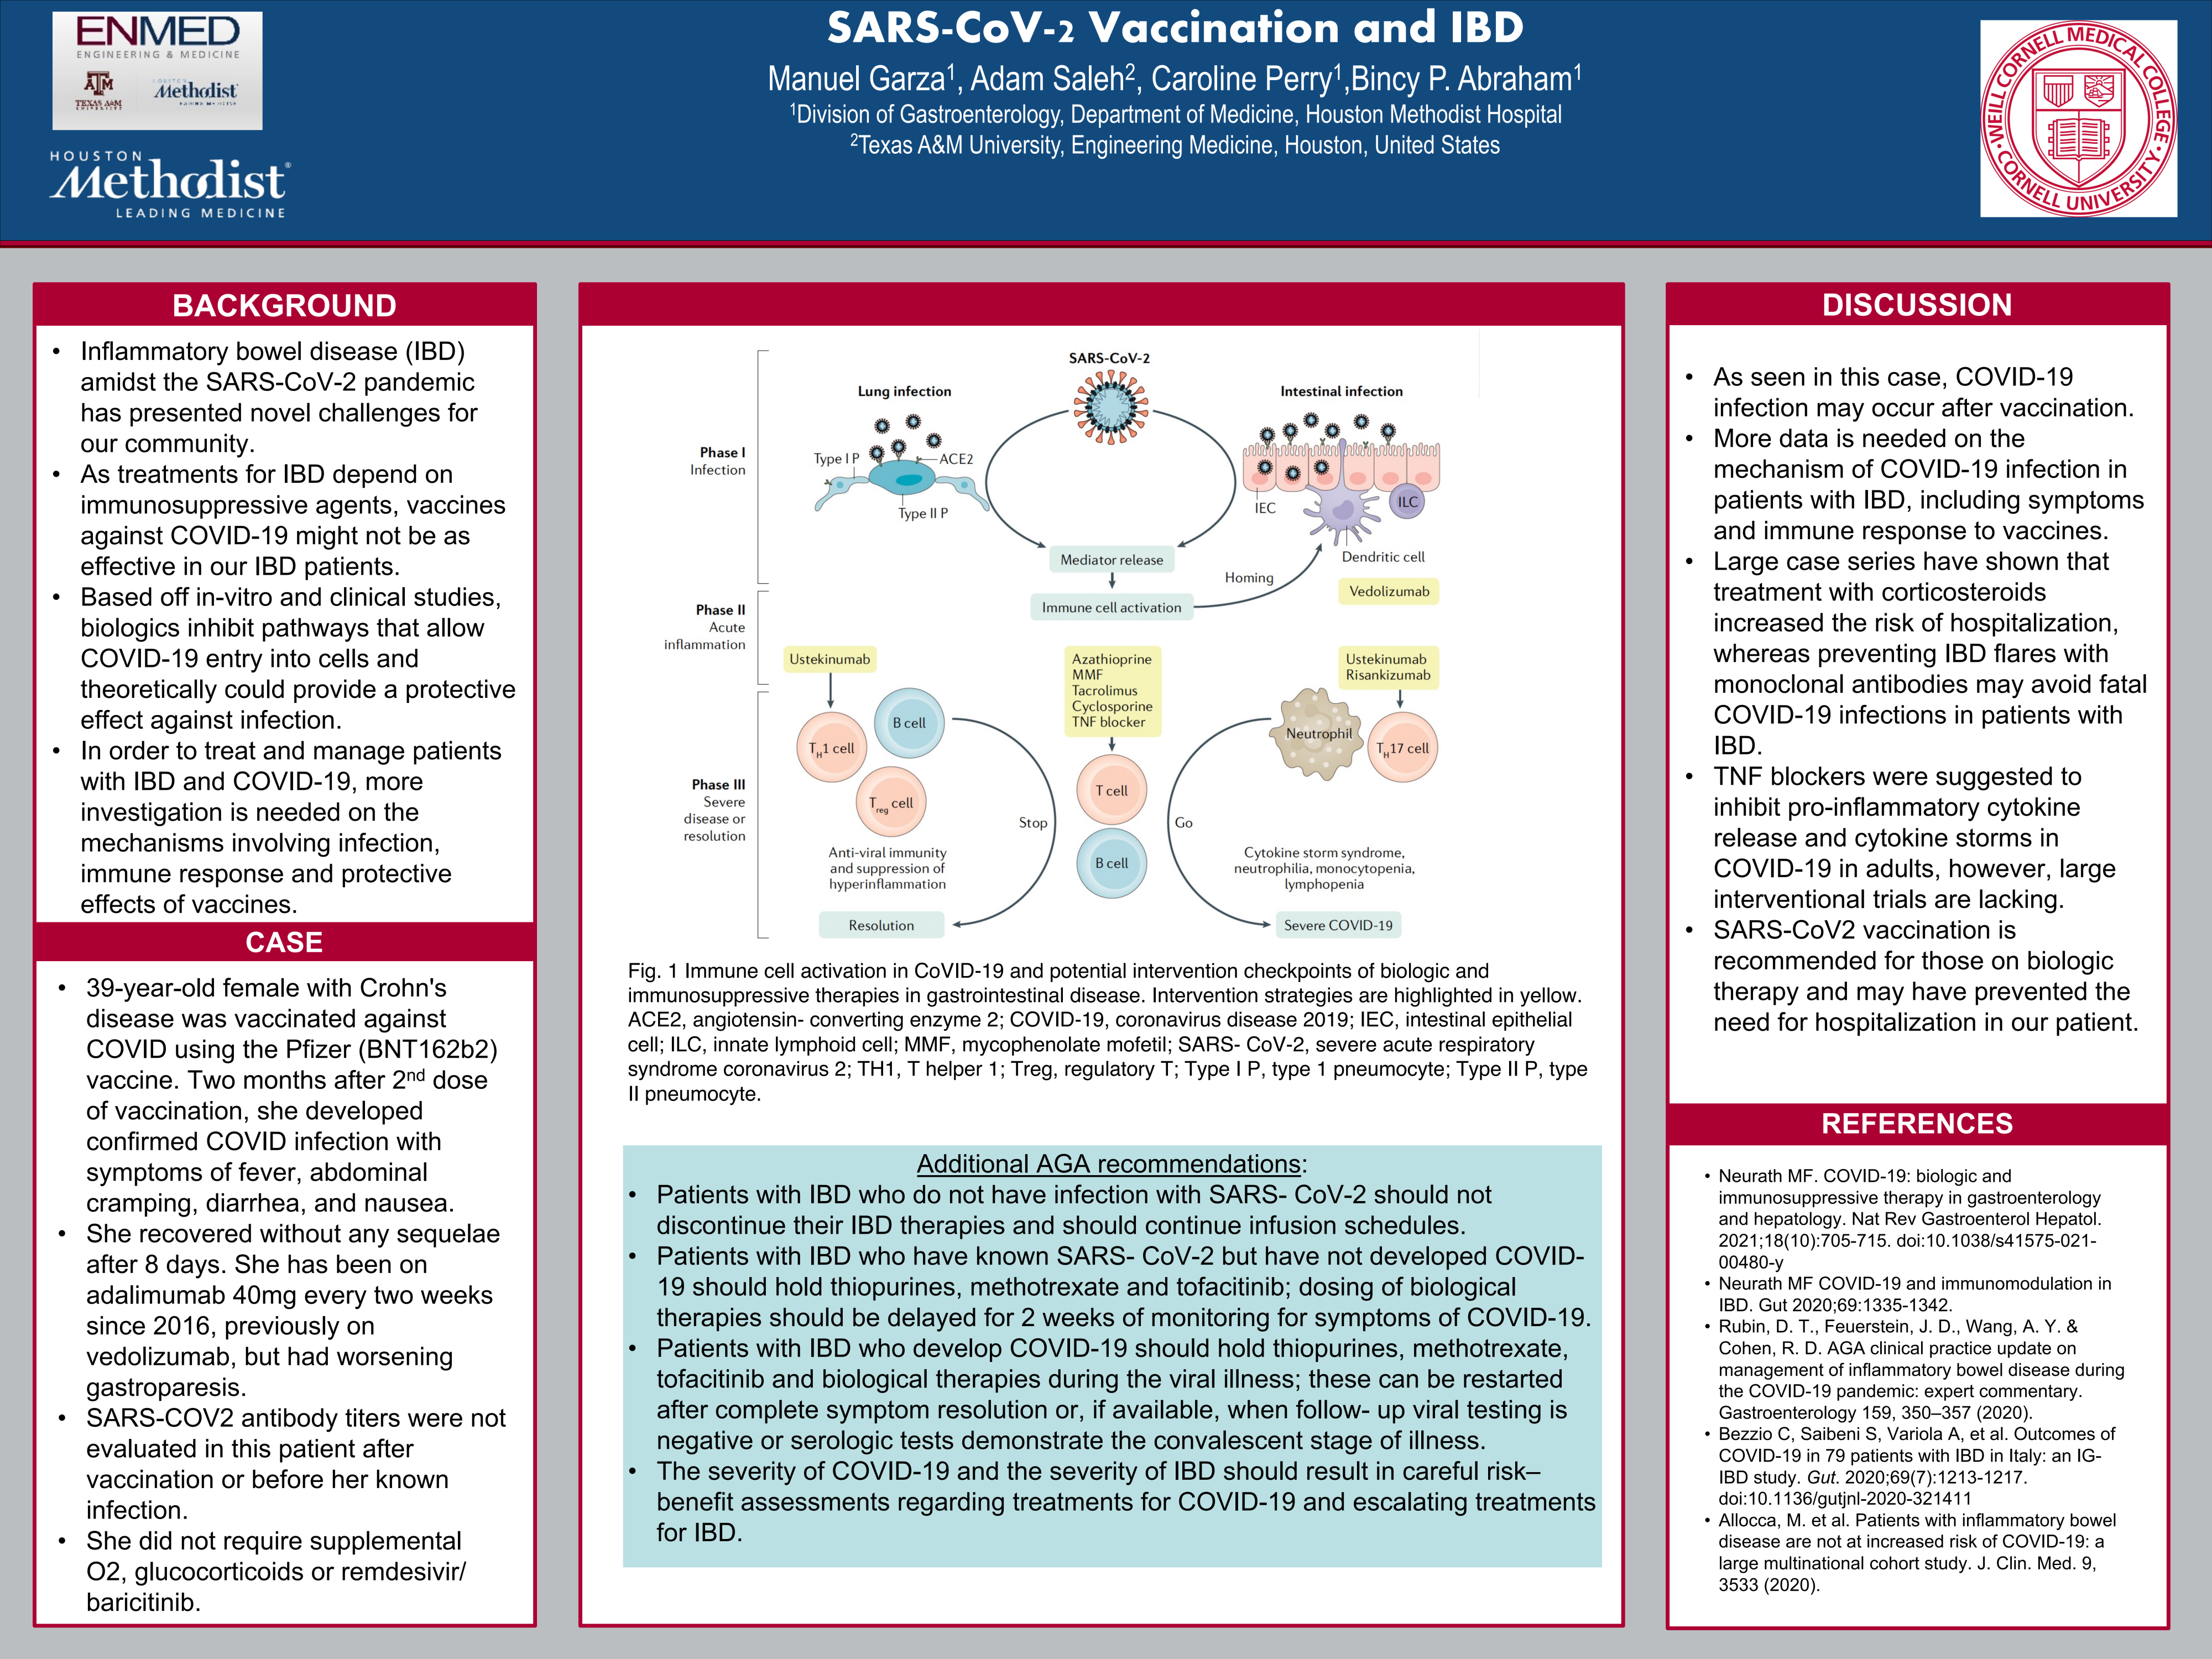 ENMED
ENGINEERING & MEDICINE
TEXAS A&M
UNIVERSITY
HOUSTON
Methodist
LEADING MEDICINE
HOUSTON
Methodist®
LEADING MEDICINE
SARS-CoV-2 Vaccination and IBD
Manuel Garza1, Adam Saleh2, Caroline Perry1,Bincy P. Abraham1
1Division of Gastroenterology, Department of Medicine, Houston Methodist Hospital
2Texas A&M University, Engineering Medicine, Houston, United States
WEILL CORNELL MEDICAL COLLEGE
CORNELL UNIVERSITY
BACKGROUND
• Inflammatory bowel disease (IBD)
amidst the SARS-CoV-2 pandemic
has presented novel challenges for
our community.
• As treatments for IBD depend on
immunosuppressive agents, vaccines
against COVID-19 might not be as
effective in our IBD patients.
• Based off in-vitro and clinical studies,
biologics inhibit pathways that allow
COVID-19 entry into cells and
theoretically could provide a protective
effect against infection.
• In order to treat and manage patients
with IBD and COVID-19, more
investigation is needed on the
mechanisms involving infection,
immune response and protective
effects of vaccines.
CASE
• 39-year-old female with Crohn's
disease was vaccinated against
COVID using the Pfizer (BNT162b2)
vaccine. Two months after 2nd dose
of vaccination, she developed
confirmed COVID infection with
symptoms of fever, abdominal
cramping, diarrhea, and nausea.
• She recovered without any sequelae
after 8 days. She has been on
adalimumab 40mg every two weeks
since 2016, previously on
vedolizumab, but had worsening
gastroparesis.
• SARS-COV2 antibody titers were not
evaluated in this patient after
vaccination or before her known
infection.
• She did not require supplemental
O2, glucocorticoids or remdesivir/
baricitinib.
SARS-CoV-2
Lung infection
Intestinal infection
Phase I
Infection
Type I P
ACE2
Type II P
IEC
ILC
Dendritic cell
Mediator release
Homing
Vedolizumab
Immune cell activation
Phase II
Acute
inflammation
Ustekinumab
Azathioprine
MMF
Tacrolimus
Cyclosporine
TNF blocker
Ustekinumab
Risankizumab
B cell
TH1 cell
Treg cell
Neutrophil
TH17 cell
Phase III
Severe
disease or
resolution
T cell
Stop
Go
B cell
Anti-viral immunity
and suppression of
hyperinflammation
Cytokine storm syndrome,
neutrophilia, monocytopenia,
lymphopenia
Resolution
Severe COVID-19
Fig. 1 Immune cell activation in CoVID-19 and potential intervention checkpoints of biologic and
immunosuppressive therapies in gastrointestinal disease. Intervention strategies are highlighted in yellow.
ACE2, angiotensin- converting enzyme 2; COVID-19, coronavirus disease 2019; IEC, intestinal epithelial
cell; ILC, innate lymphoid cell; MMF, mycophenolate mofetil; SARS- CoV-2, severe acute respiratory
syndrome coronavirus 2; TH1, T helper 1; Treg, regulatory T; Type I P, type 1 pneumocyte; Type II P, type
II pneumocyte.
Additional AGA recommendations:
• Patients with IBD who do not have infection with SARS- CoV-2 should not
discontinue their IBD therapies and should continue infusion schedules.
• Patients with IBD who have known SARS- CoV-2 but have not developed COVID-
19 should hold thiopurines, methotrexate and tofacitinib; dosing of biological
therapies should be delayed for 2 weeks of monitoring for symptoms of COVID-19.
• Patients with IBD who develop COVID-19 should hold thiopurines, methotrexate,
tofacitinib and biological therapies during the viral illness; these can be restarted
after complete symptom resolution or, if available, when follow- up viral testing is
negative or serologic tests demonstrate the convalescent stage of illness.
• The severity of COVID-19 and the severity of IBD should result in careful risk–
benefit assessments regarding treatments for COVID-19 and escalating treatments
for IBD.
DISCUSSION
• As seen in this case, COVID-19
infection may occur after vaccination.
• More data is needed on the
mechanism of COVID-19 infection in
patients with IBD, including symptoms
and immune response to vaccines.
• Large case series have shown that
treatment with corticosteroids
increased the risk of hospitalization,
whereas preventing IBD flares with
monoclonal antibodies may avoid fatal
COVID-19 infections in patients with
IBD.
• TNF blockers were suggested to
inhibit pro-inflammatory cytokine
release and cytokine storms in
COVID-19 in adults, however, large
interventional trials are lacking.
• SARS-CoV2 vaccination is
recommended for those on biologic
therapy and may have prevented the
need for hospitalization in our patient.
REFERENCES
• Neurath MF. COVID-19: biologic and
immunosuppressive therapy in gastroenterology
and hepatology. Nat Rev Gastroenterol Hepatol.
2021;18(10):705-715. doi:10.1038/s41575-021-
00480-y
• Neurath MF COVID-19 and immunomodulation in
IBD. Gut 2020;69:1335-1342.
• Rubin, D. T., Feuerstein, J. D., Wang, A. Y. &
Cohen, R. D. AGA clinical practice update on
management of inflammatory bowel disease during
the COVID-19 pandemic: expert commentary.
Gastroenterology 159, 350–357 (2020).
• Bezzio C, Saibeni S, Variola A, et al. Outcomes of
COVID-19 in 79 patients with IBD in Italy: an IG-
IBD study. Gut. 2020;69(7):1213-1217.
doi:10.1136/gutjnl-2020-321411
• Allocca, M. et al. Patients with inflammatory bowel
disease are not at increased risk of COVID-19: a
large multinational cohort study. J. Clin. Med. 9,
3533 (2020).